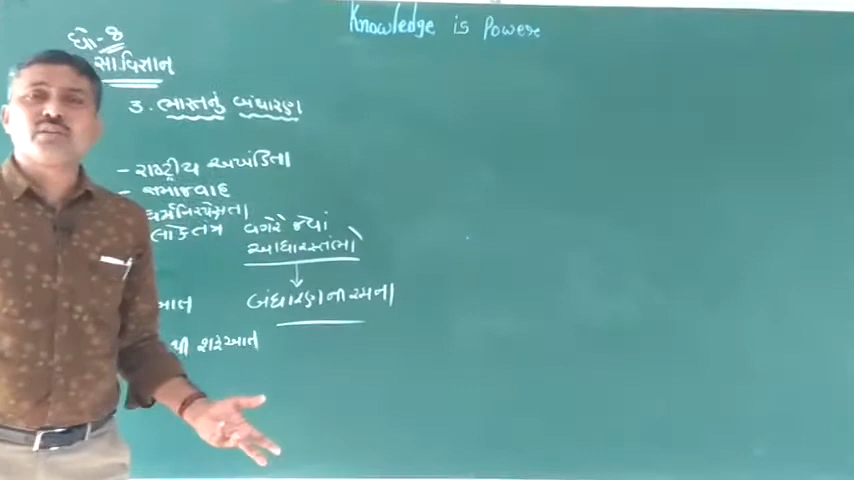 Knowledge is Power
ધો-8
સા.વિજ્ઞાન
3. ભારતનું બંધારણ
- રાષ્ટ્રીય અખંડિતતા
- સમાજવાદ
ધર્મનિરપેક્ષતા
લોકતંત્ર વગેરે જેવાં
આધારસ્તંભો
બંધારણના રચના
થી શરૂઆત